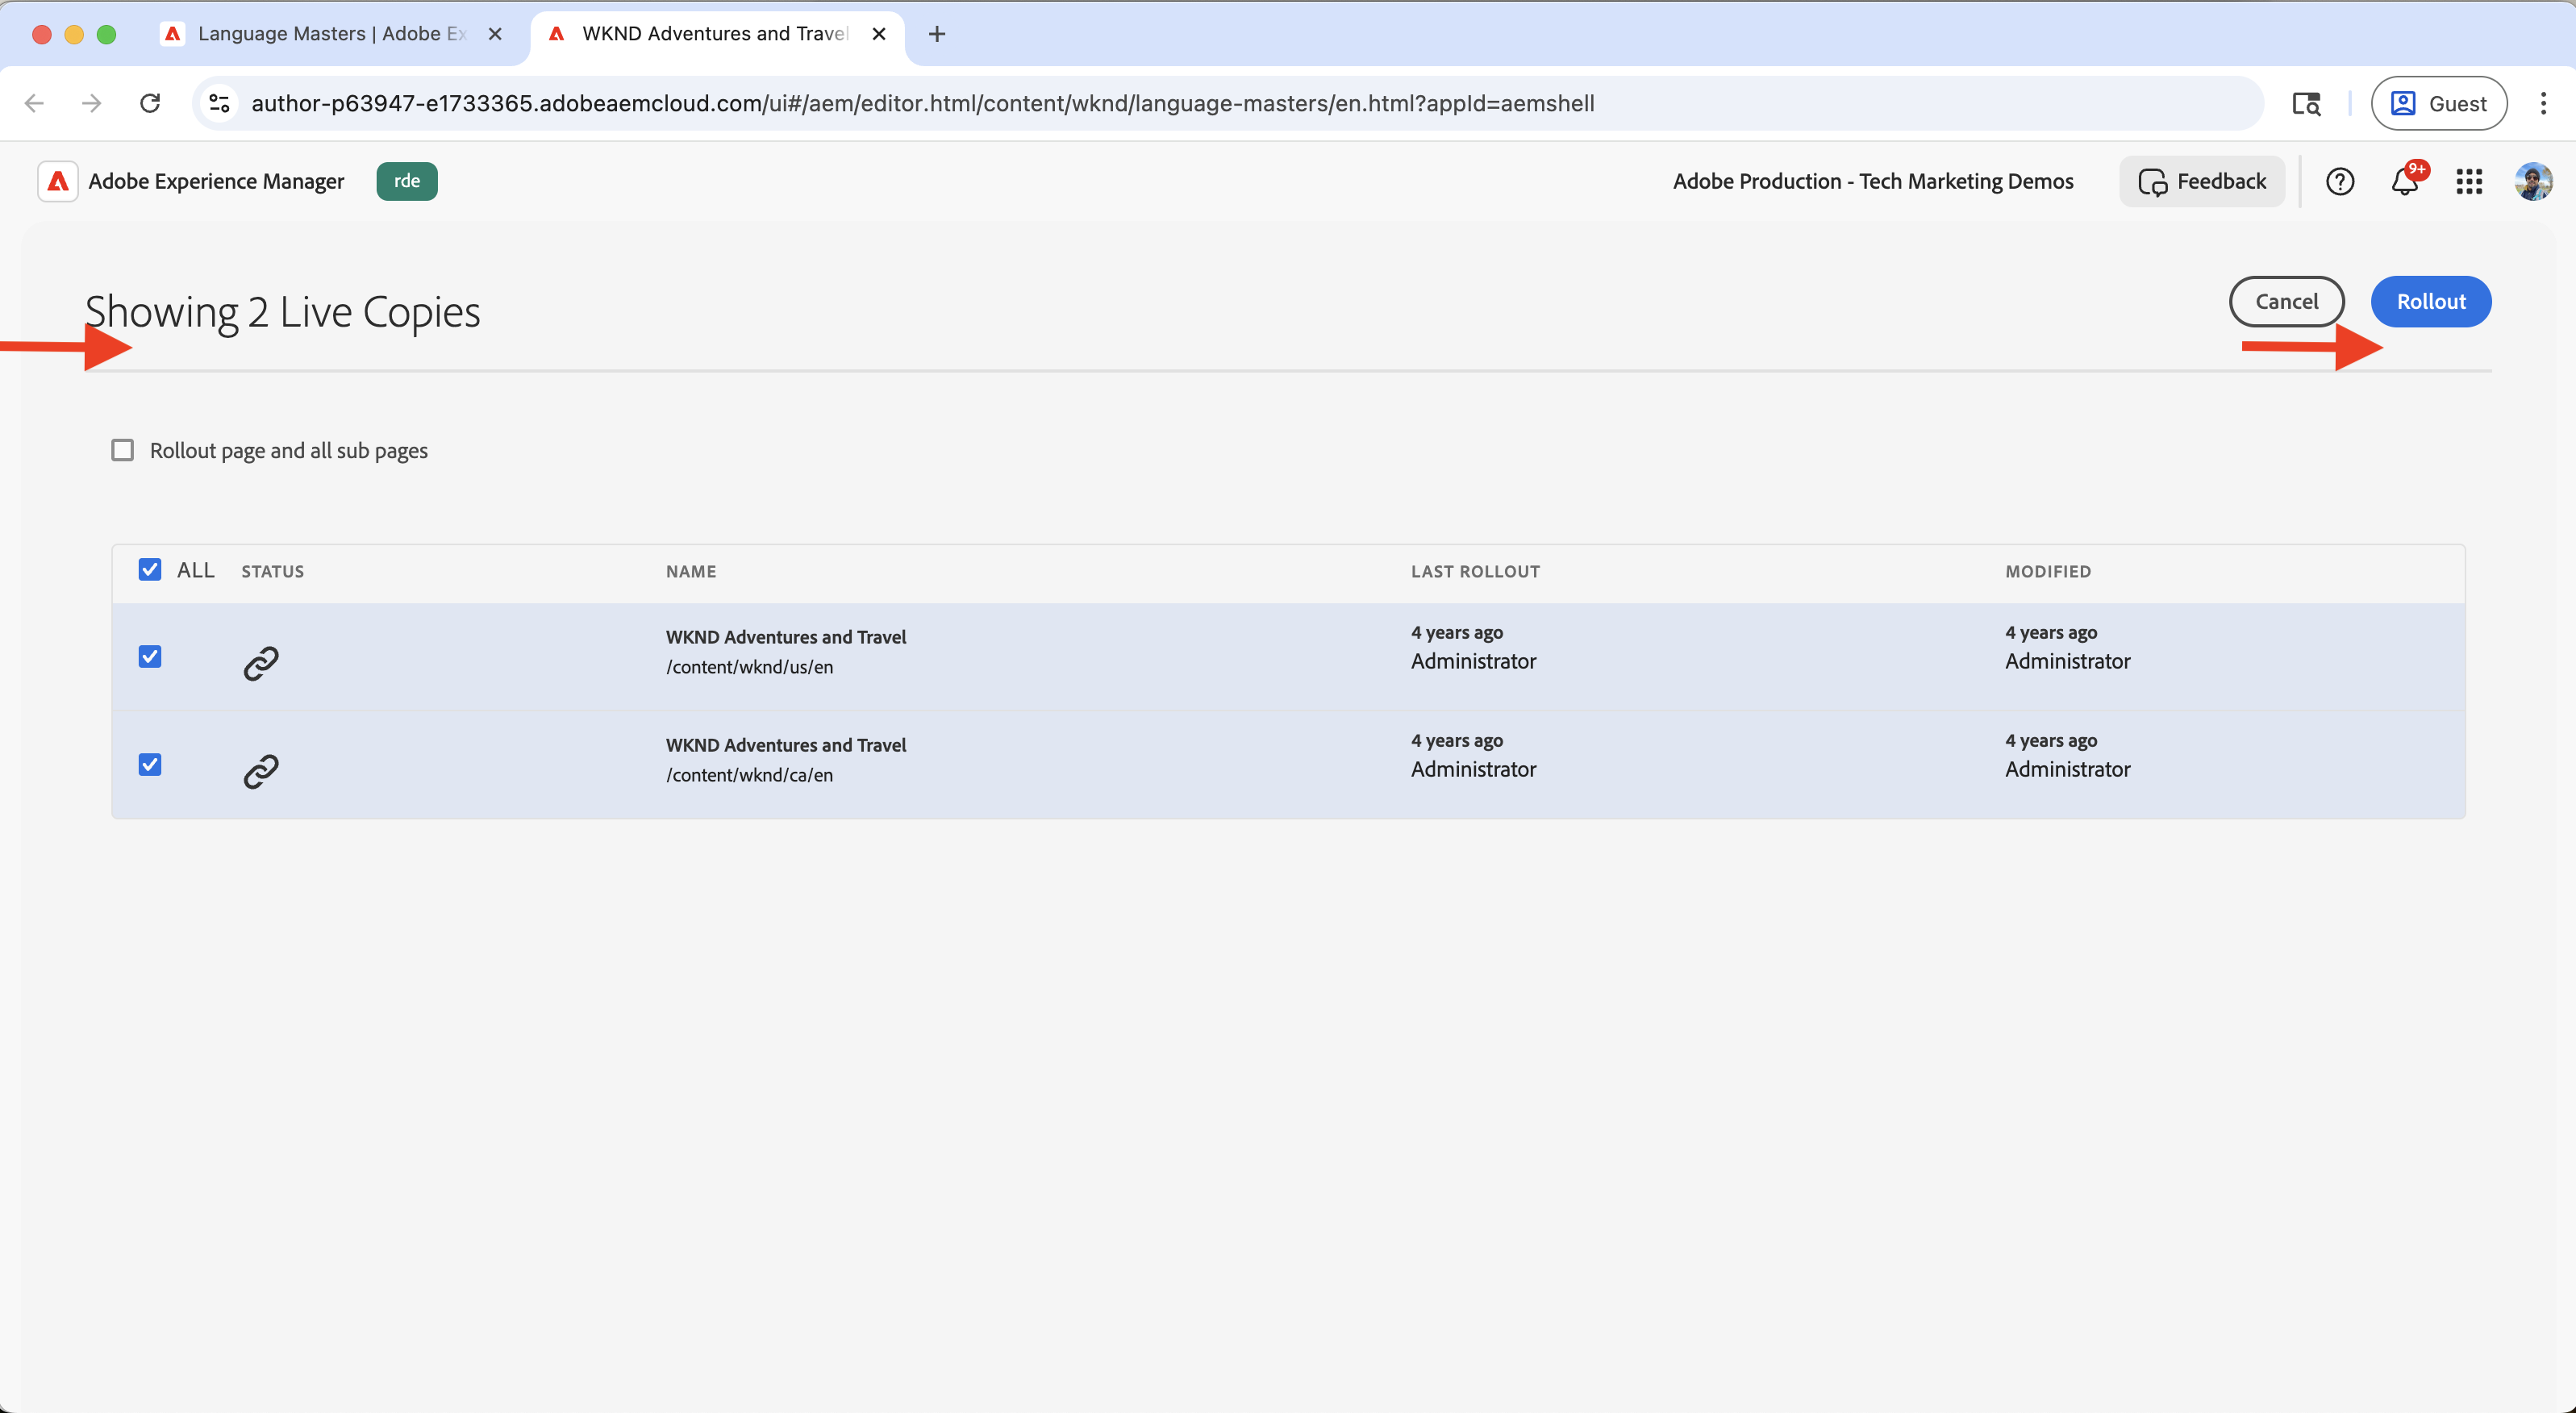 Language Masters | Adobe Ex
WKND Adventures and Travel
author-p63947-e1733365.adobeaemcloud.com/ui#/aem/editor.html/content/wknd/language-masters/en.html?appId=aemshell
Guest
Adobe Experience Manager
rde
Adobe Production - Tech Marketing Demos
Feedback
9+
Showing 2 Live Copies
Cancel
Rollout
Rollout page and all sub pages
ALL STATUS NAME LAST ROLLOUT MODIFIED
WKND Adventures and Travel
/content/wknd/us/en
4 years ago
Administrator
4 years ago
Administrator
WKND Adventures and Travel
/content/wknd/ca/en
4 years ago
Administrator
4 years ago
Administrator